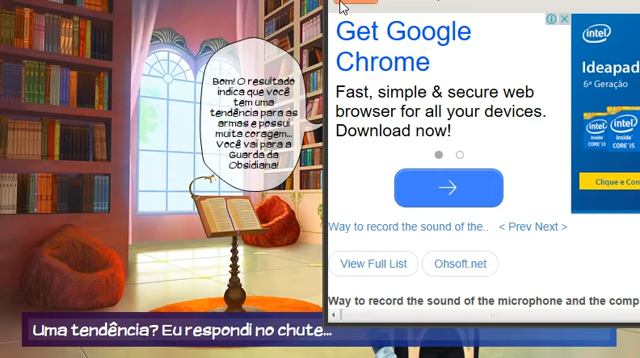 Bom! O resultado
indica que você
tem uma
tendência para as
armas e possui
muita coragem...
Você vai para a
Guarda da
Obsidiana!
Get Google
Chrome
Fast, simple & secure web
browser for all your devices.
Download now!
intel
Ideapad
6ª Geração
intel
inside
CORE i3
intel
inside
CORE i5
Clique e Con
Way to record the sound of the.. < Prev Next >
View Full List
Ohsoft.net
Way to record the sound of the microphone and the comp
Uma tendência? Eu respondi no chute...